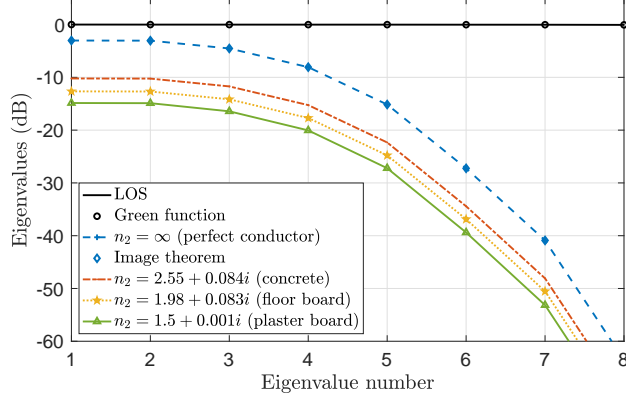 0
-10
-20
-30
-40
-50
-60
Eigenvalues (dB)
LOS
Green function
n₂ = ∞ (perfect conductor)
Image theorem
n₂ = 2.55 + 0.084i (concrete)
n₂ = 1.98 + 0.083i (floor board)
n₂ = 1.5 + 0.001i (plaster board)
1 2 3 4 5 6 7 8
Eigenvalue number